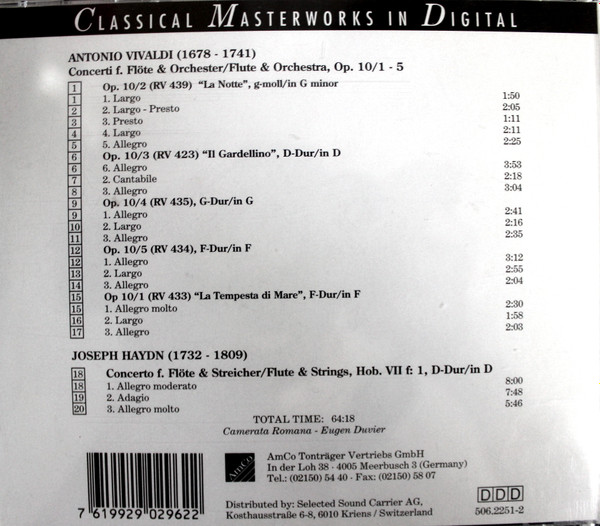 CLASSICAL MASTERWORKS IN DIGITAL
ANTONIO VIVALDI (1678 - 1741)
Concerti f. Flöte & Orchester/Flute & Orchestra, Op. 10/1 - 5
1 Op. 10/2 (RV 439) "La Notte", g-moll/in G minor
1 1. Largo 1:50
2 2. Largo - Presto 2:05
3 3. Presto 1:11
4 4. Largo 2:11
5 5. Allegro 2:25
6 Op. 10/3 (RV 423) "Il Gardellino", D-Dur/in D
6 6. Allegro 3:53
7 2. Cantabile 2:18
8 3. Allegro 3:04
9 Op. 10/4 (RV 435), G-Dur/in G
9 1. Allegro 2:41
10 2. Largo 2:16
11 3. Allegro 2:35
12 Op. 10/5 (RV 434), F-Dur/in F
12 1. Allegro 3:12
13 2. Largo 2:55
14 3. Allegro 2:04
15 Op 10/1 (RV 433) "La Tempesta di Mare", F-Dur/in F
15 1. Allegro molto 2:30
16 2. Largo 1:58
17 3. Allegro 2:03
JOSEPH HAYDN (1732 - 1809)
18 Concerto f. Flöte & Streicher/Flute & Strings, Hob. VII f: 1, D-Dur/in D
18 1. Allegro moderato 8:00
19 2. Adagio 7:48
20 3. Allegro molto 5:46
TOTAL TIME: 64:18
Camerata Romana - Eugen Duvier
AmCo
AmCo Tonträger Vertriebs GmbH
In der Loh 38 · 4005 Meerbusch 3 (Germany)
Tel.: (02150) 54 40 · Fax: (02150) 58 07
Distributed by: Selected Sound Carrier AG,
Kosthausstrasse 6-8, 6010 Kriens / Switzerland
DDD
506.2251-2
7 619929 029622